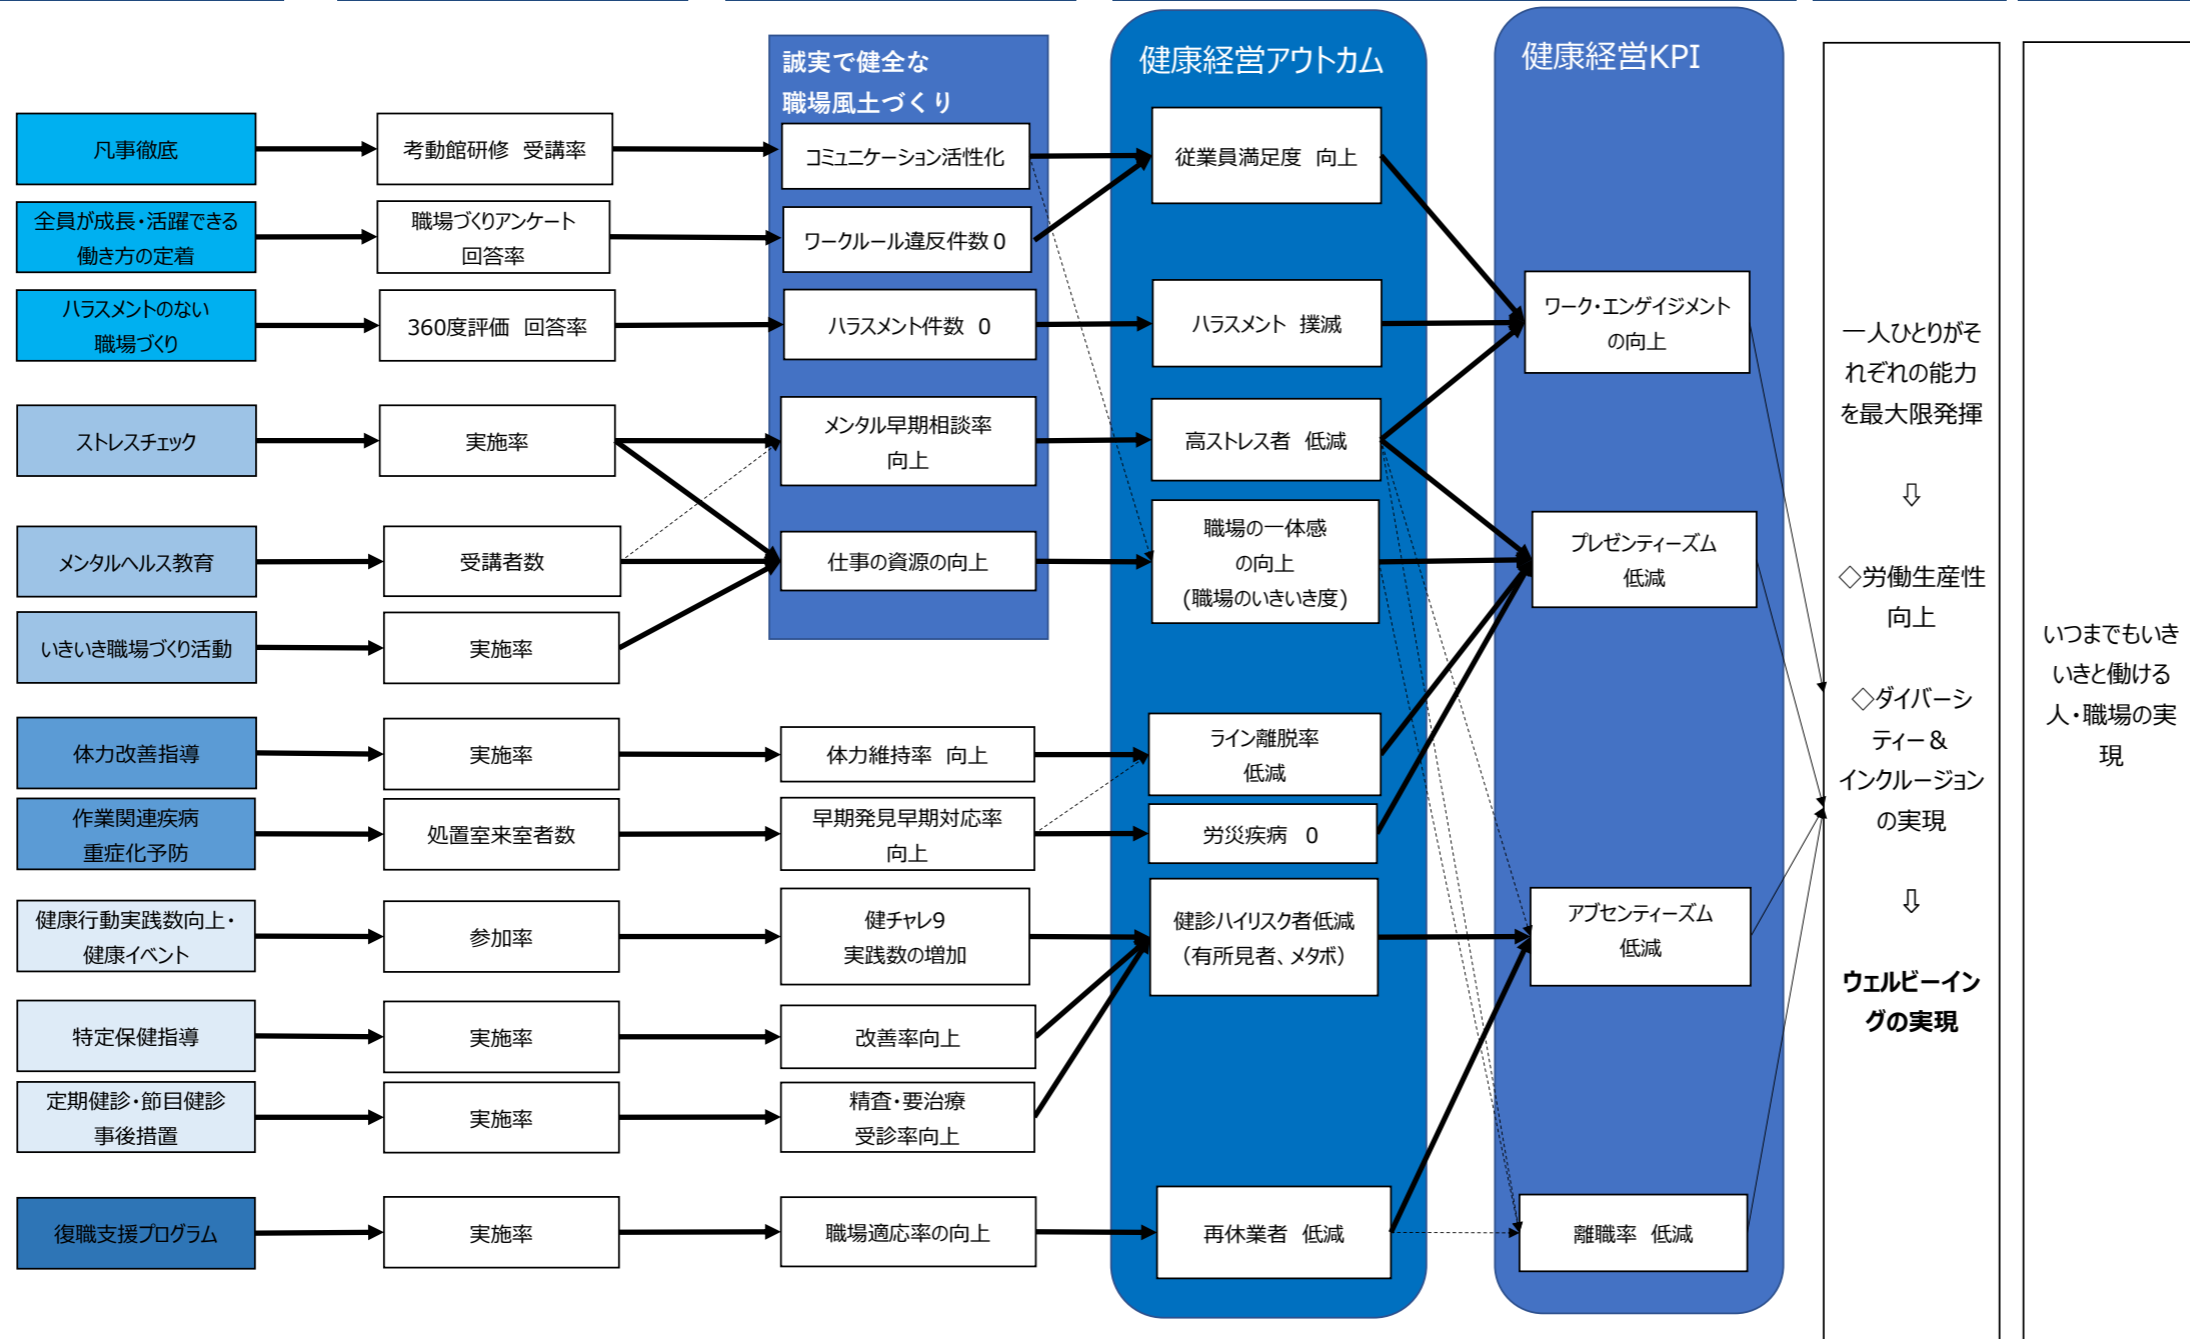 誠実で健全な
職場風土づくり
健康経営アウトカム
健康経営KPI
凡事徹底
考動館研修 受講率
コミュニケーション活性化
従業員満足度 向上
全員が成長・活躍できる
働き方の定着
職場づくりアンケート
回答率
ワークルール違反件数0
ハラスメントのない
職場づくり
360度評価 回答率
ハラスメント件数 0
ハラスメント 撲滅
ワーク・エンゲイジメント
の向上
ストレスチェック
実施率
メンタル早期相談率
向上
高ストレス者 低減
メンタルヘルス教育
受講者数
仕事の資源の向上
職場の一体感
の向上
(職場のいきいき度)
プレゼンティーズム
低減
いきいき職場づくり活動
実施率
体力改善指導
実施率
体力維持率 向上
ライン離脱率
低減
作業関連疾病
重症化予防
処置室来室者数
早期発見早期対応率
向上
労災疾病 0
健康行動実践数向上・
健康イベント
参加率
健チャレ9
実践数の増加
健診ハイリスク者低減
(有所見者、メタボ)
アブセンティーズム
低減
特定保健指導
実施率
改善率向上
定期健診・節目健診
事後措置
実施率
精査・要治療
受診率向上
復職支援プログラム
実施率
職場適応率の向上
再休業者 低減
離職率 低減
一人ひとりがそ
れぞれの能力
を最大限発揮
⇩
◇労働生産性
向上
◇ダイバーシ
ティー&
インクルージョン
の実現
⇩
ウェルビーイン
グの実現
いつまでもいき
いきと働ける
人・職場の実
現